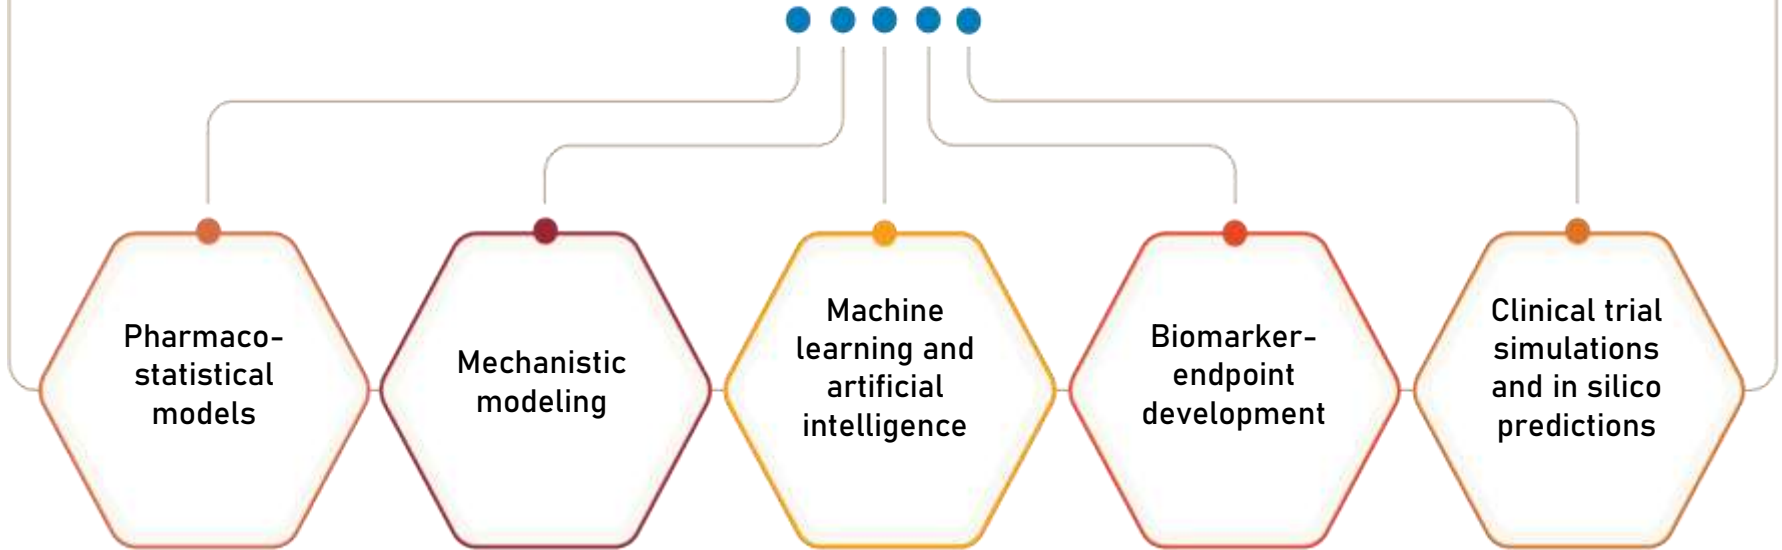 Pharmaco-
statistical
models
Mechanistic
modeling
Machine
learning and
artificial
intelligence
Biomarker-
endpoint
development
Clinical trial
simulations
and in silico
predictions